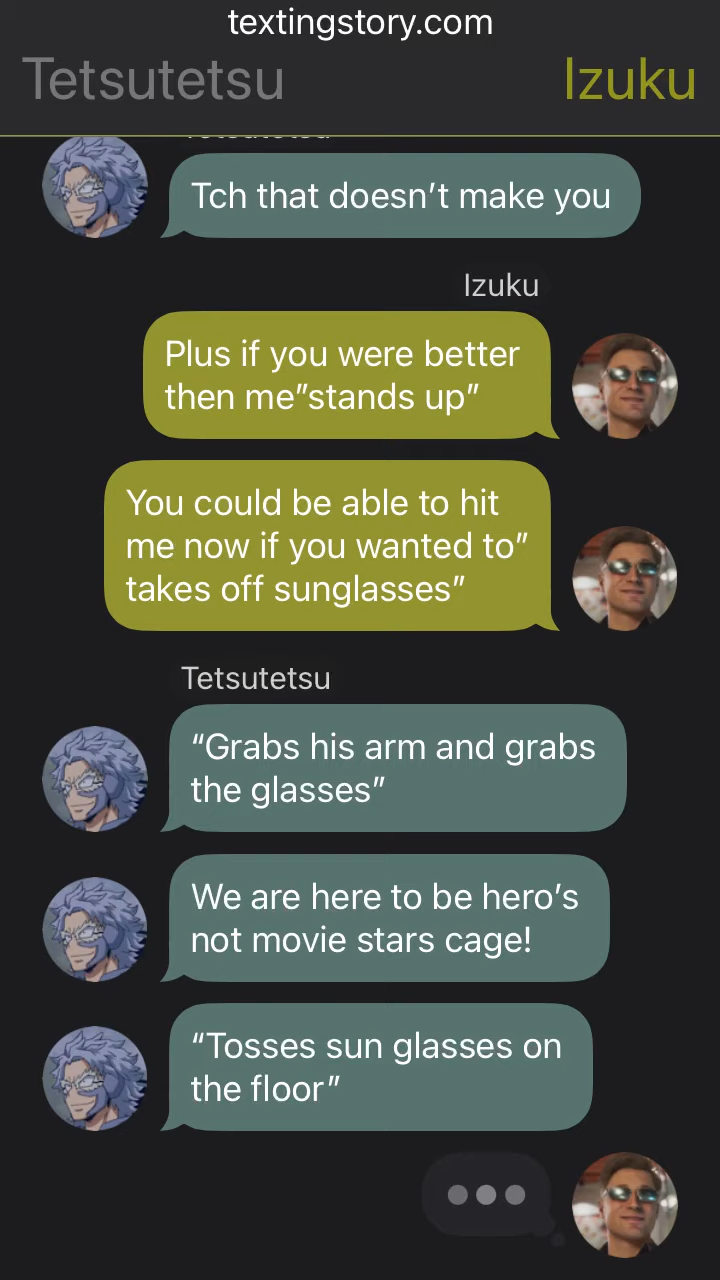 textingstory.com
Tetsutetsu
Izuku
Tch that doesn’t make you
Izuku
Plus if you were better
then me”stands up”
You could be able to hit
me now if you wanted to”
takes off sunglasses”
Tetsutetsu
“Grabs his arm and grabs
the glasses”
We are here to be hero’s
not movie stars cage!
“Tosses sun glasses on
the floor”